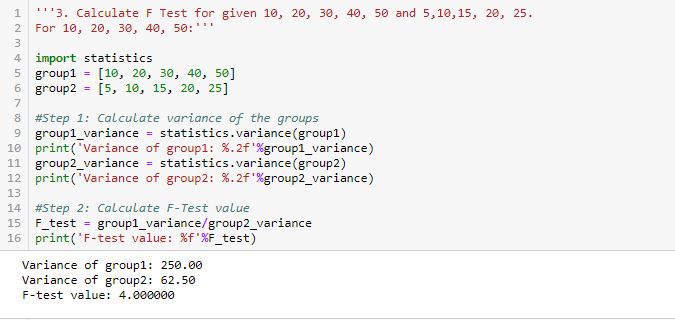 1 '''3. Calculate F Test for given 10, 20, 30, 40, 50 and 5,10,15, 20, 25.
2 For 10, 20, 30, 40, 50:'''
3
4 import statistics
5 group1 = [10, 20, 30, 40, 50]
6 group2 = [5, 10, 15, 20, 25]
7
8 #Step 1: Calculate variance of the groups
9 group1_variance = statistics.variance(group1)
10 print('Variance of group1: %.2f'%group1_variance)
11 group2_variance = statistics.variance(group2)
12 print('Variance of group2: %.2f'%group2_variance)
13
14 #Step 2: Calculate F-Test value
15 F_test = group1_variance/group2_variance
16 print('F-test value: %f'%F_test)
Variance of group1: 250.00
Variance of group2: 62.50
F-test value: 4.000000